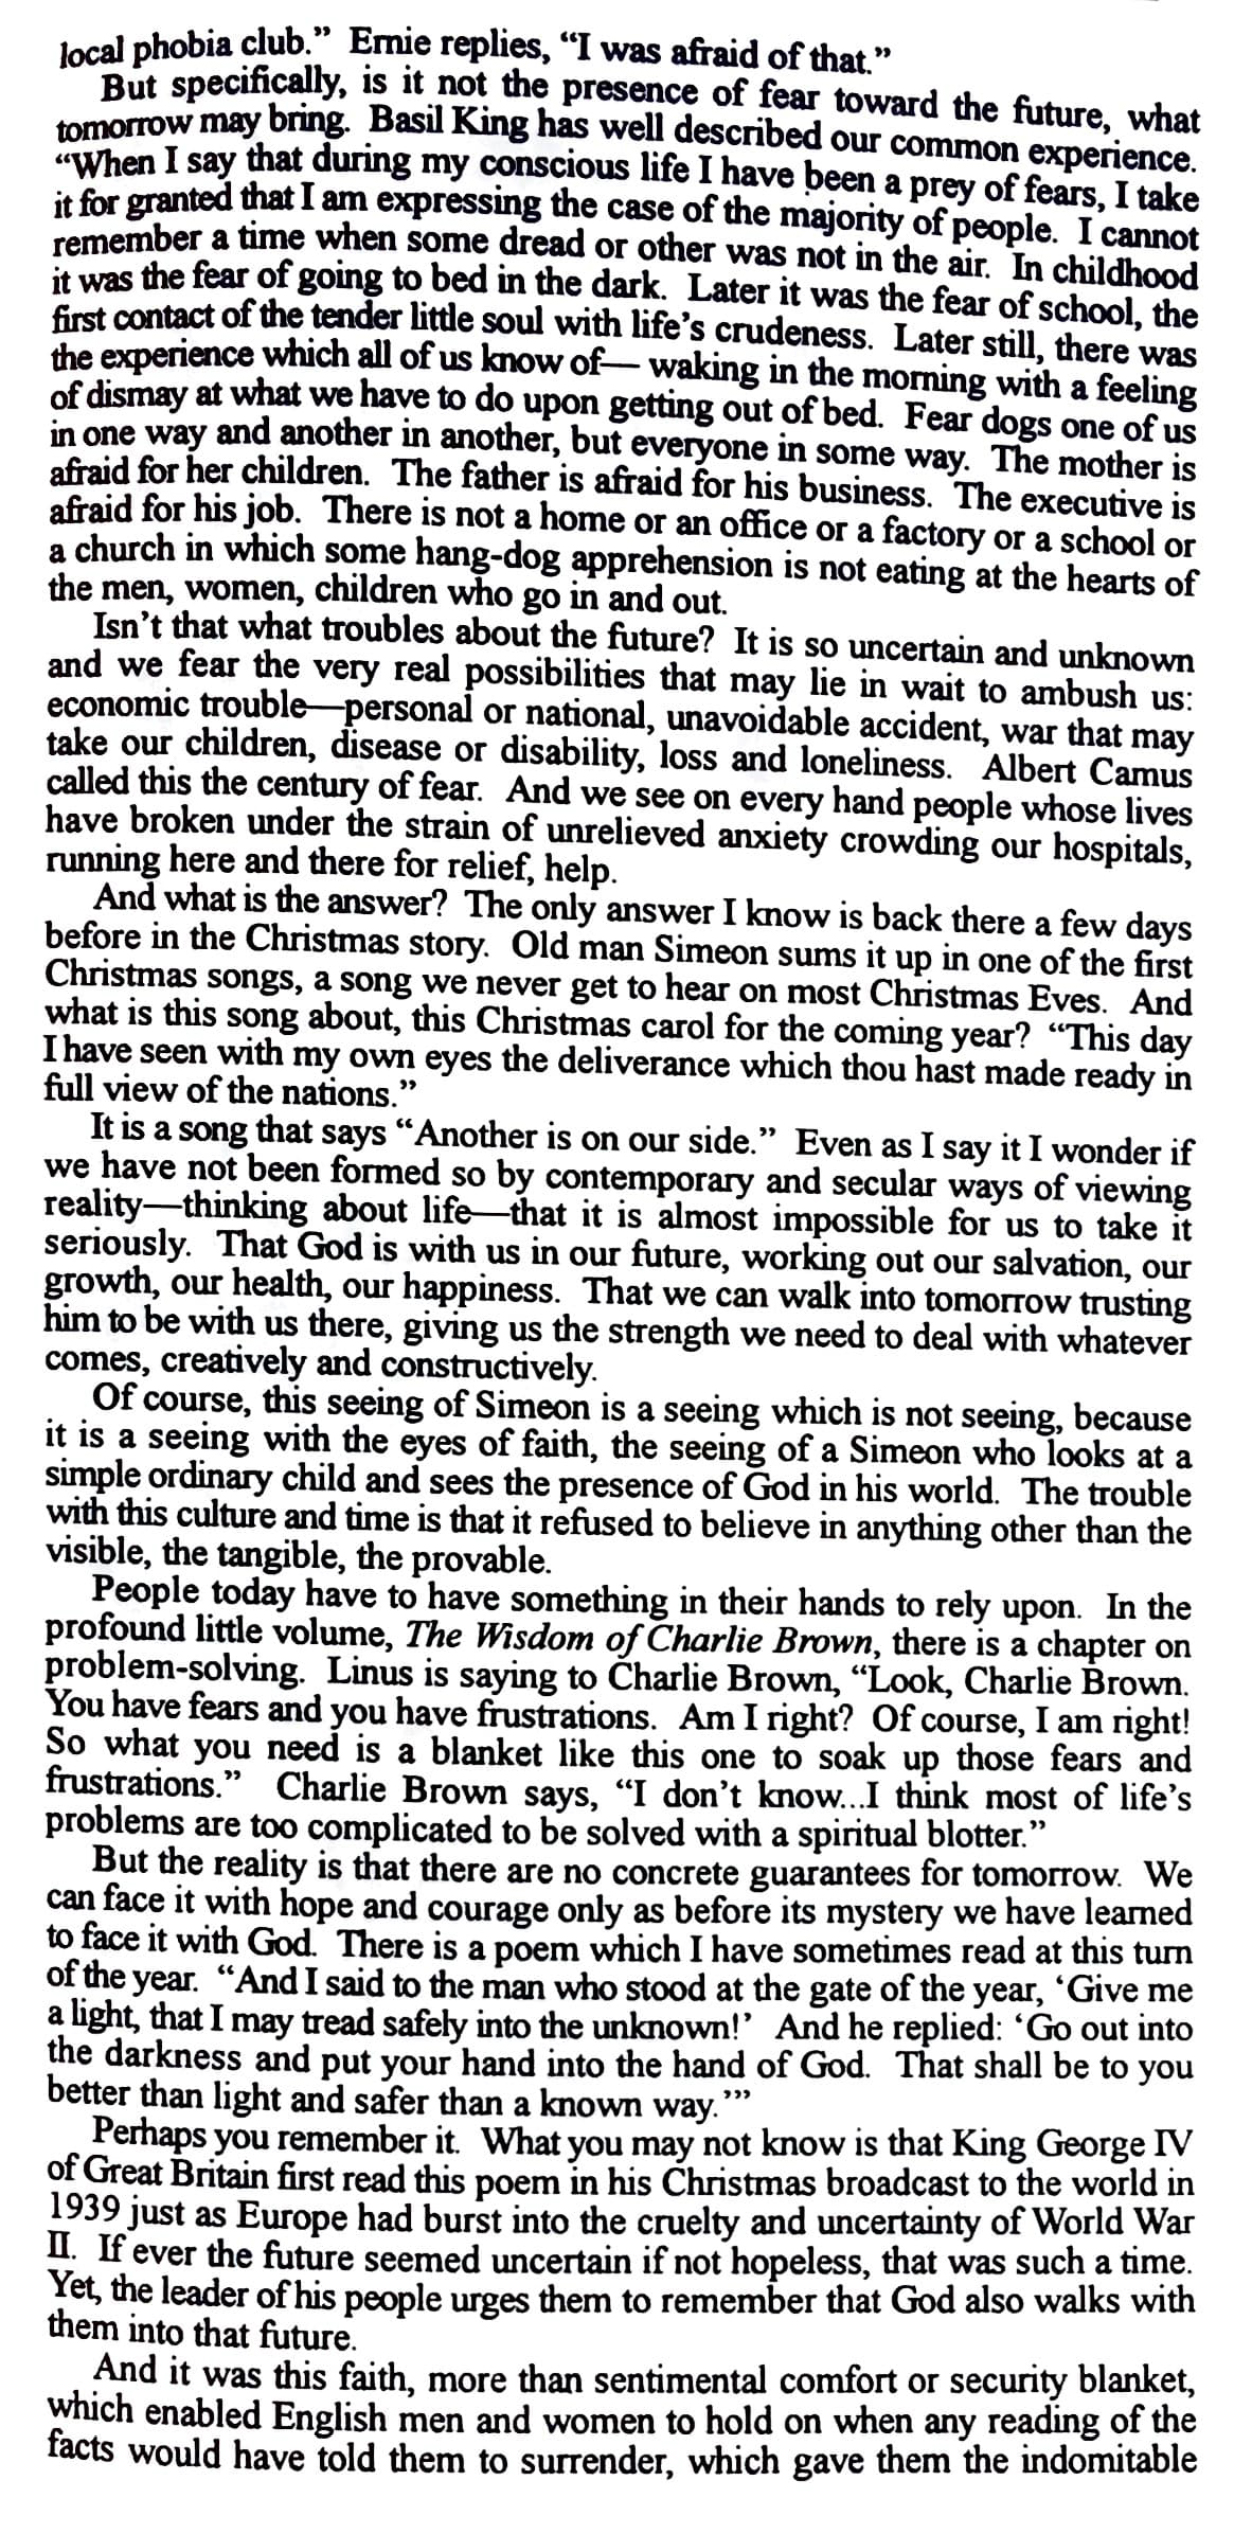 local phobia club.” Ernie replies, “I was afraid of that.”
But specifically, is it not the presence of fear toward the future, what
tomorrow may bring. Basil King has well described our common experience.
“When I say that during my conscious life I have been a prey of fears, I take
it for granted that I am expressing the case of the majority of people. I cannot
remember a time when some dread or other was not in the air. In childhood
it was the fear of going to bed in the dark. Later it was the fear of school, the
first contact of the tender little soul with life’s crudeness. Later still, there was
the experience which all of us know of— waking in the morning with a feeling
of dismay at what we have to do upon getting out of bed. Fear dogs one of us
in one way and another in another, but everyone in some way. The mother is
afraid for her children. The father is afraid for his business. The executive is
afraid for his job. There is not a home or an office or a factory or a school or
a church in which some hang-dog apprehension is not eating at the hearts of
the men, women, children who go in and out.
Isn’t that what troubles about the future? It is so uncertain and unknown
and we fear the very real possibilities that may lie in wait to ambush us:
economic trouble—personal or national, unavoidable accident, war that may
take our children, disease or disability, loss and loneliness. Albert Camus
called this the century of fear. And we see on every hand people whose lives
have broken under the strain of unrelieved anxiety crowding our hospitals,
running here and there for relief, help.
And what is the answer? The only answer I know is back there a few days
before in the Christmas story. Old man Simeon sums it up in one of the first
Christmas songs, a song we never get to hear on most Christmas Eves. And
what is this song about, this Christmas carol for the coming year? “This day
I have seen with my own eyes the deliverance which thou hast made ready in
full view of the nations.”
It is a song that says “Another is on our side.” Even as I say it I wonder if
we have not been formed so by contemporary and secular ways of viewing
reality—thinking about life—that it is almost impossible for us to take it
seriously. That God is with us in our future, working out our salvation, our
growth, our health, our happiness. That we can walk into tomorrow trusting
him to be with us there, giving us the strength we need to deal with whatever
comes, creatively and constructively.
Of course, this seeing of Simeon is a seeing which is not seeing, because
it is a seeing with the eyes of faith, the seeing of a Simeon who looks at a
simple ordinary child and sees the presence of God in his world. The trouble
with this culture and time is that it refused to believe in anything other than the
visible, the tangible, the provable.
People today have to have something in their hands to rely upon. In the
profound little volume, The Wisdom of Charlie Brown, there is a chapter on
problem-solving. Linus is saying to Charlie Brown, “Look, Charlie Brown.
You have fears and you have frustrations. Am I right? Of course, I am right!
So what you need is a blanket like this one to soak up those fears and
frustrations.” Charlie Brown says, “I don’t know...I think most of life’s
problems are too complicated to be solved with a spiritual blotter.”
But the reality is that there are no concrete guarantees for tomorrow. We
can face it with hope and courage only as before its mystery we have learned
to face it with God. There is a poem which I have sometimes read at this turn
of the year. “And I said to the man who stood at the gate of the year, ‘Give me
a light, that I may tread safely into the unknown!’ And he replied: ‘Go out into
the darkness and put your hand into the hand of God. That shall be to you
better than light and safer than a known way.’”
Perhaps you remember it. What you may not know is that King George IV
of Great Britain first read this poem in his Christmas broadcast to the world in
1939 just as Europe had burst into the cruelty and uncertainty of World War
II. If ever the future seemed uncertain if not hopeless, that was such a time.
Yet, the leader of his people urges them to remember that God also walks with
them into that future.
And it was this faith, more than sentimental comfort or security blanket,
which enabled English men and women to hold on when any reading of the
facts would have told them to surrender, which gave them the indomitable